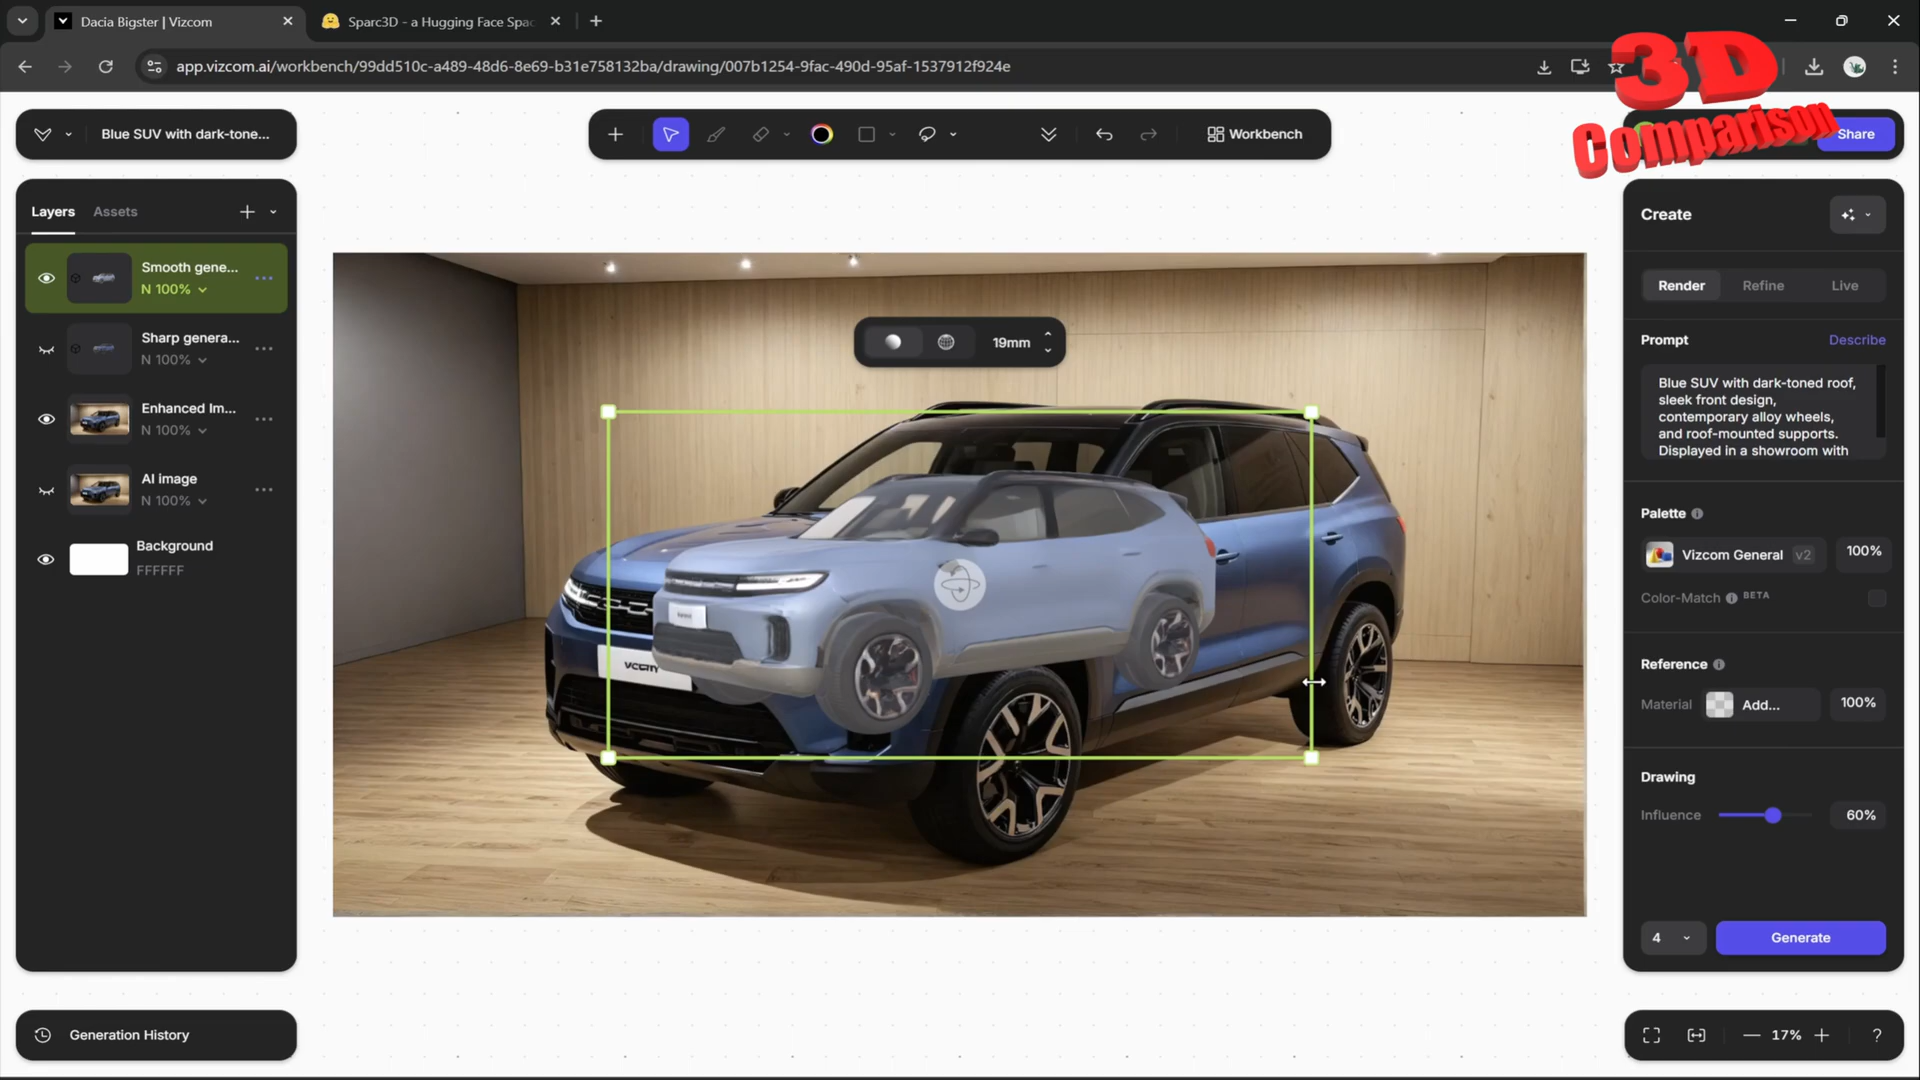 Dacia Bigster | Vizcom
Sparc3D - a Hugging Face Spac
app.vizcom.ai/workbench/99dd510c-a489-48d6-8e69-b31e758132ba/drawing/007b1254-9fac-490d-95af-1537912f924e
3D
Comparison
Blue SUV with dark-tone...
Workbench
Share
Layers
Assets
Smooth gene...
N 100%
Sharp genera...
N 100%
Enhanced Im...
N 100%
AI image
N 100%
Background
FFFFFF
19mm
Create
Render
Refine
Live
Prompt
Describe
Blue SUV with dark-toned roof,
sleek front design,
contemporary alloy wheels,
and roof-mounted supports.
Displayed in a showroom with
Palette
Vizcom General v2
100%
Color-Match
BETA
Reference
Material
Add...
100%
Drawing
Influence
60%
4
Generate
Generation History
17%
?